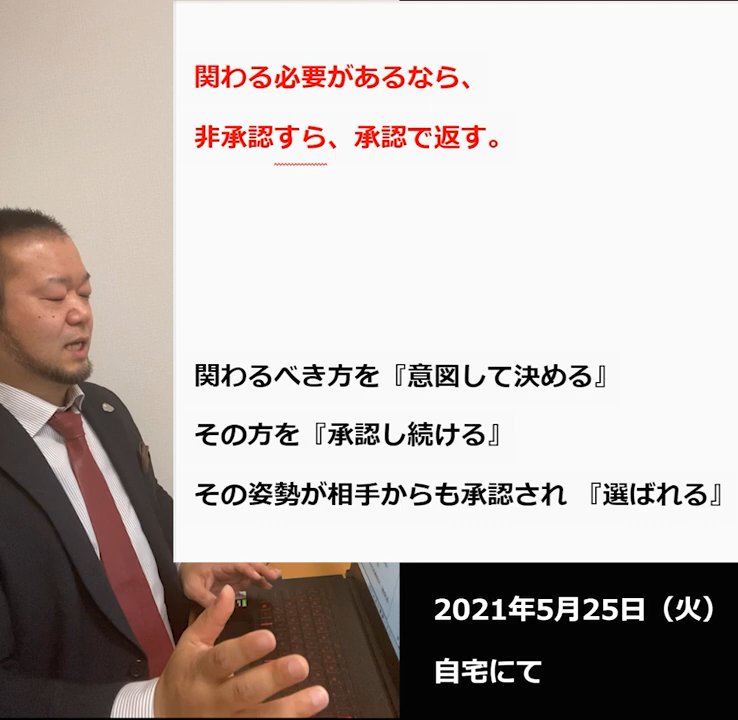 関わる必要があるなら、
非承認すら、承認で返す。
関わるべき方を『意図して決める』
その方を『承認し続ける』
その姿勢が相手からも承認され 『選ばれる』
2021年5月25日（火）
自宅にて